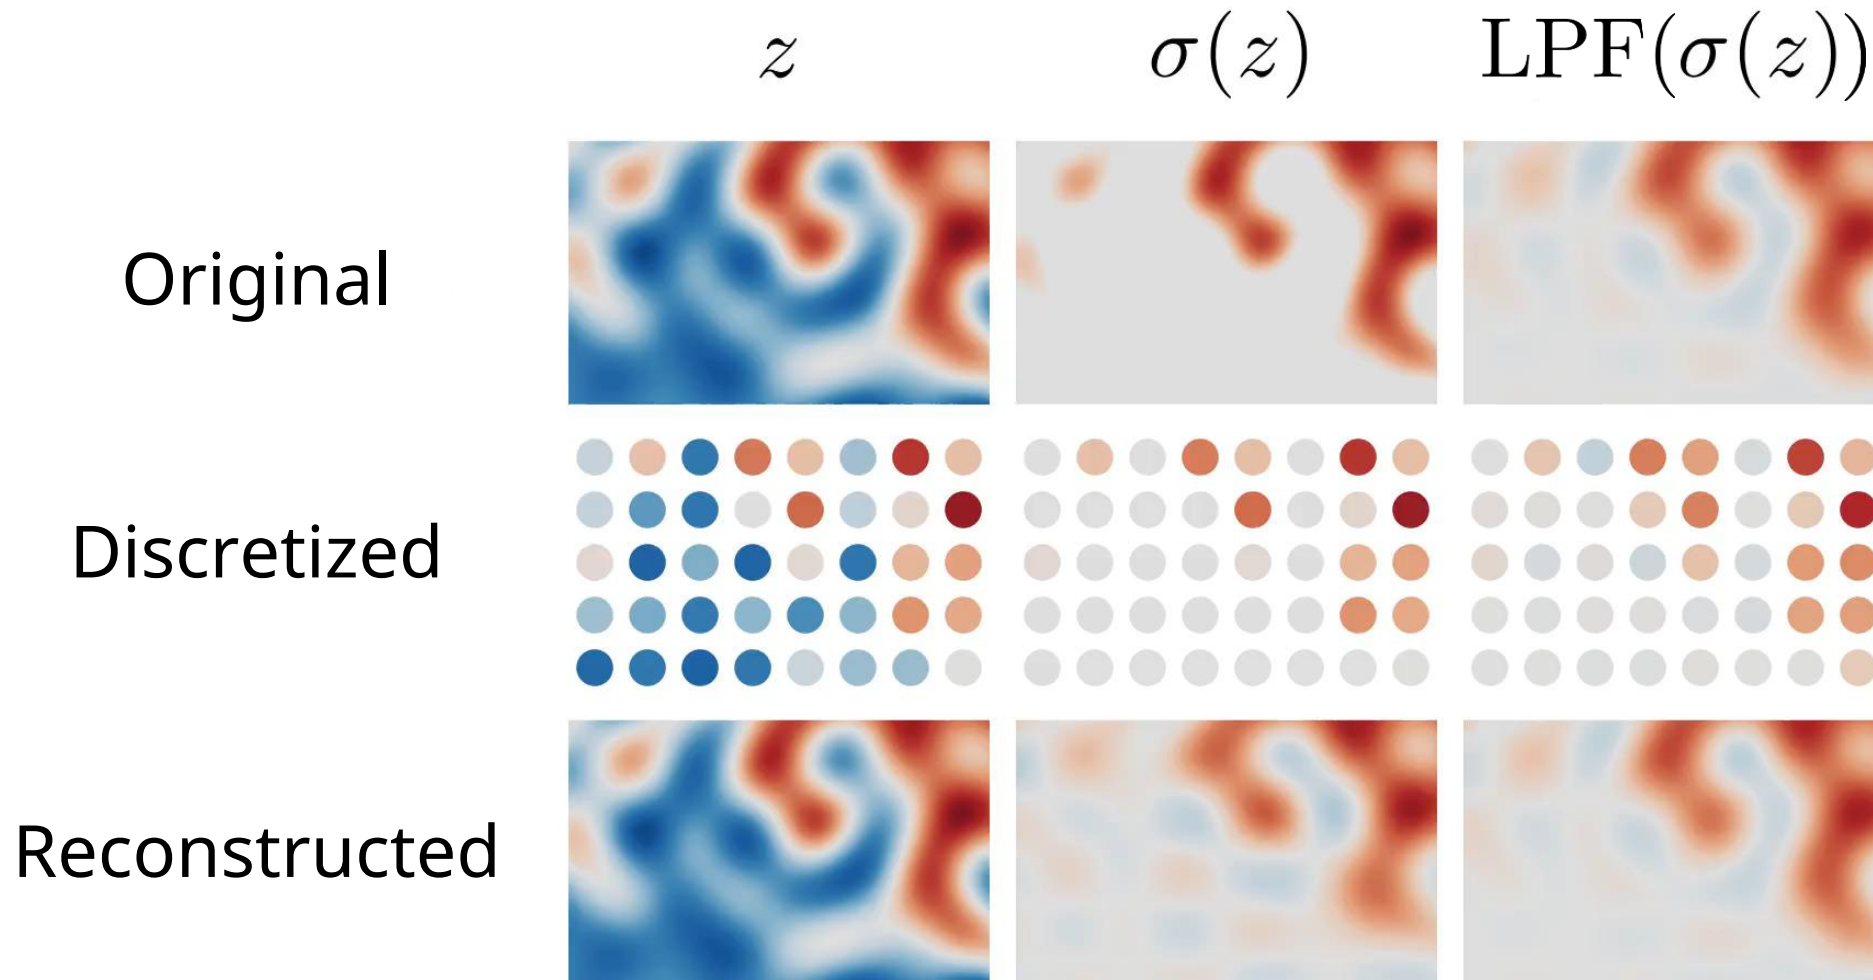 z σ(z) LPF(σ(z))
Original
Discretized
Reconstructed